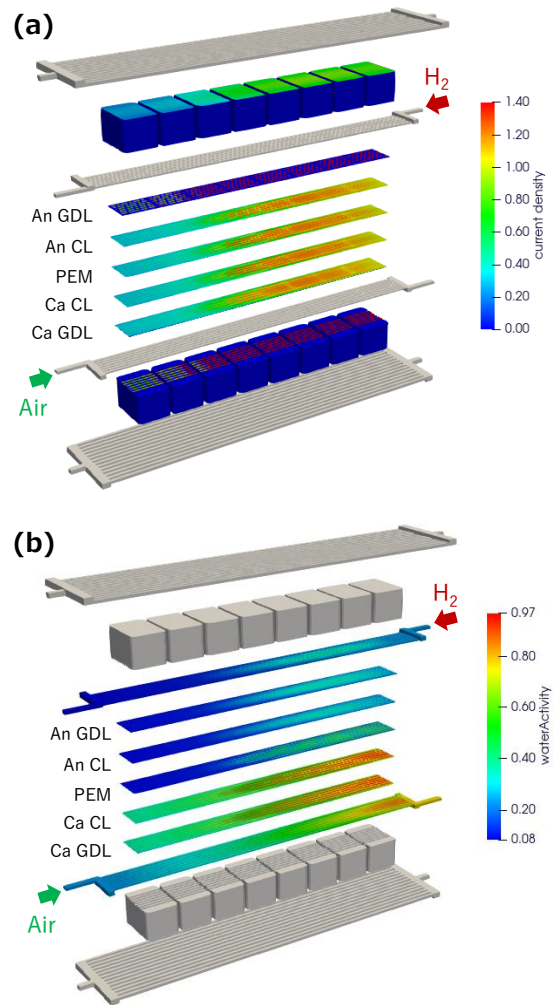 (a)
H₂
An GDL
An CL
PEM
Ca CL
Ca GDL
Air
1.40
1.20
1.00
0.80
0.60
0.40
0.20
0.00
current density
(b)
H₂
An GDL
An CL
PEM
Ca CL
Ca GDL
Air
0.97
0.80
0.60
0.40
0.20
0.08
waterActivity